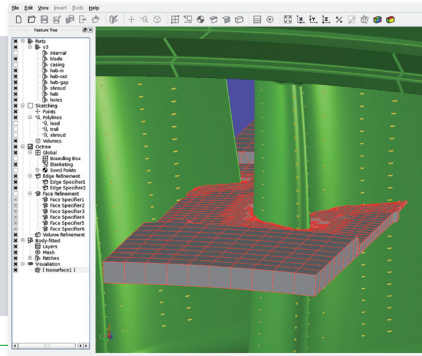 File Edit View Insert Tools Help
Feature Tree
Parts
v3
internal
blade
casing
hub-in
hub-out
hub-gap
shroud
hub
holes
Sketching
Points
Polylines
lead
trail
shroud
Volumes
Octree
Global
Bounding Box
Blanketing
Seed Points
Edge Refinement
Edge Specifier1
Edge Specifier2
Face Refinement
Face Specifier1
Face Specifier2
Face Specifier3
Face Specifier4
Face Specifier5
Face Specifier6
Volume Refinement
Body-fitted
Layers
Mesh
Patches
Visualisation
[ Isosurface1 ]